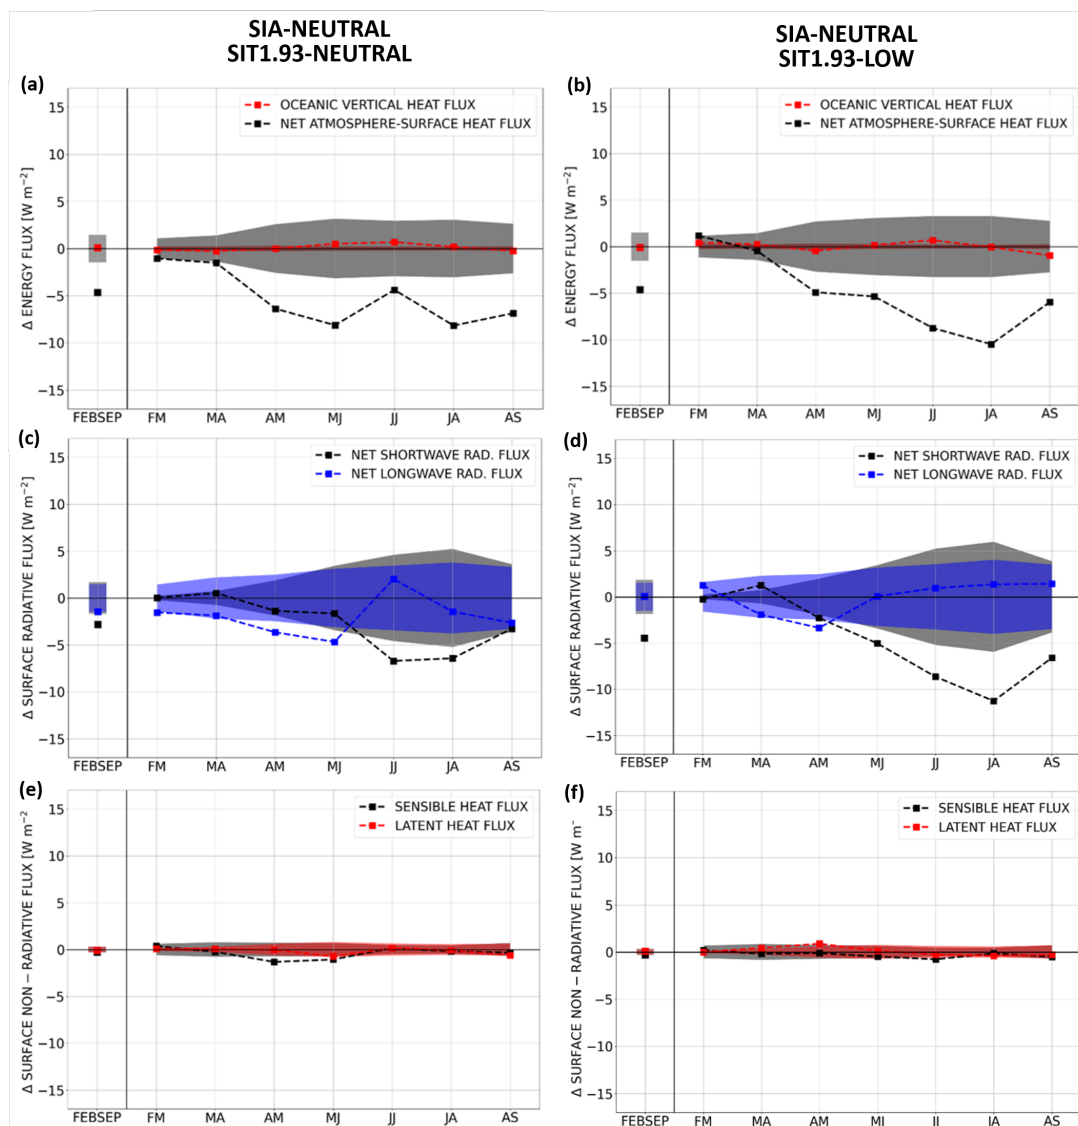 SIA-NEUTRAL
SIT1.93-NEUTRAL
SIA-NEUTRAL
SIT1.93-LOW
(a)
OCEANIC VERTICAL HEAT FLUX
NET ATMOSPHERE-SURFACE HEAT FLUX
Δ ENERGY FLUX [W m⁻²]
15
10
5
0
−5
−10
−15
FEBSEP FM MA AM MJ JJ JA AS
(b)
OCEANIC VERTICAL HEAT FLUX
NET ATMOSPHERE-SURFACE HEAT FLUX
Δ ENERGY FLUX [W m⁻²]
15
10
5
0
−5
−10
−15
FEBSEP FM MA AM MJ JJ JA AS
(c)
NET SHORTWAVE RAD. FLUX
NET LONGWAVE RAD. FLUX
Δ SURFACE RADIATIVE FLUX [W m⁻²]
15
10
5
0
−5
−10
−15
FEBSEP FM MA AM MJ JJ JA AS
(d)
NET SHORTWAVE RAD. FLUX
NET LONGWAVE RAD. FLUX
Δ SURFACE RADIATIVE FLUX [W m⁻²]
15
10
5
0
−5
−10
−15
FEBSEP FM MA AM MJ JJ JA AS
(e)
SENSIBLE HEAT FLUX
LATENT HEAT FLUX
Δ SURFACE NON − RADIATIVE FLUX [W m⁻²
15
10
5
0
−5
−10
−15
FEBSEP FM MA AM MJ JJ JA AS
(f)
SENSIBLE HEAT FLUX
LATENT HEAT FLUX
Δ SURFACE NON − RADIATIVE FLUX [W m⁻
15
10
5
0
−5
−10
−15
FEBSEP FM MA AM MJ JJ JA AS